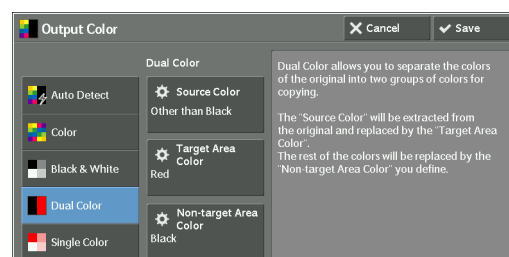 Output Color
Cancel
Save
Auto Detect
Color
Black & White
Dual Color
Single Color
Dual Color
Source Color
Other than Black
Target Area
Color
Red
Non-target Area
Color
Black
Dual Color allows you to separate the colors
of the original into two groups of colors for
copying.
The "Source Color" will be extracted from
the original and replaced by the "Target Area
Color".
The rest of the colors will be replaced by the
"Non-target Area Color" you define.